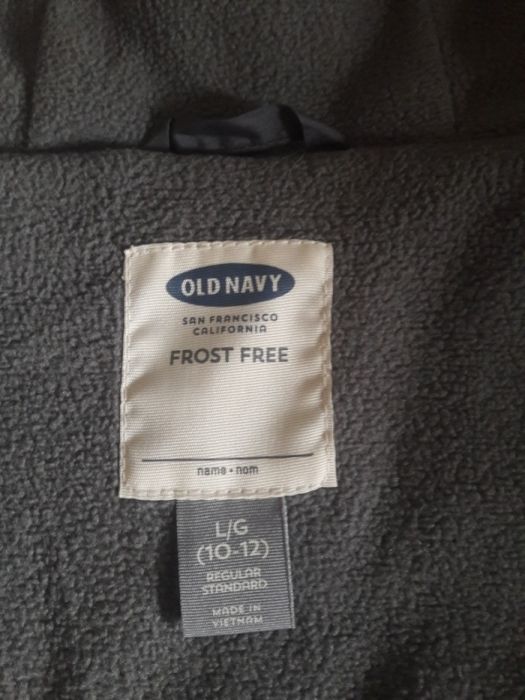 OLD NAVY
SAN FRANCISCO
CALIFORNIA
FROST FREE
name • nom
L/G
(10-12)
REGULAR
STANDARD
MADE IN
VIETNAM